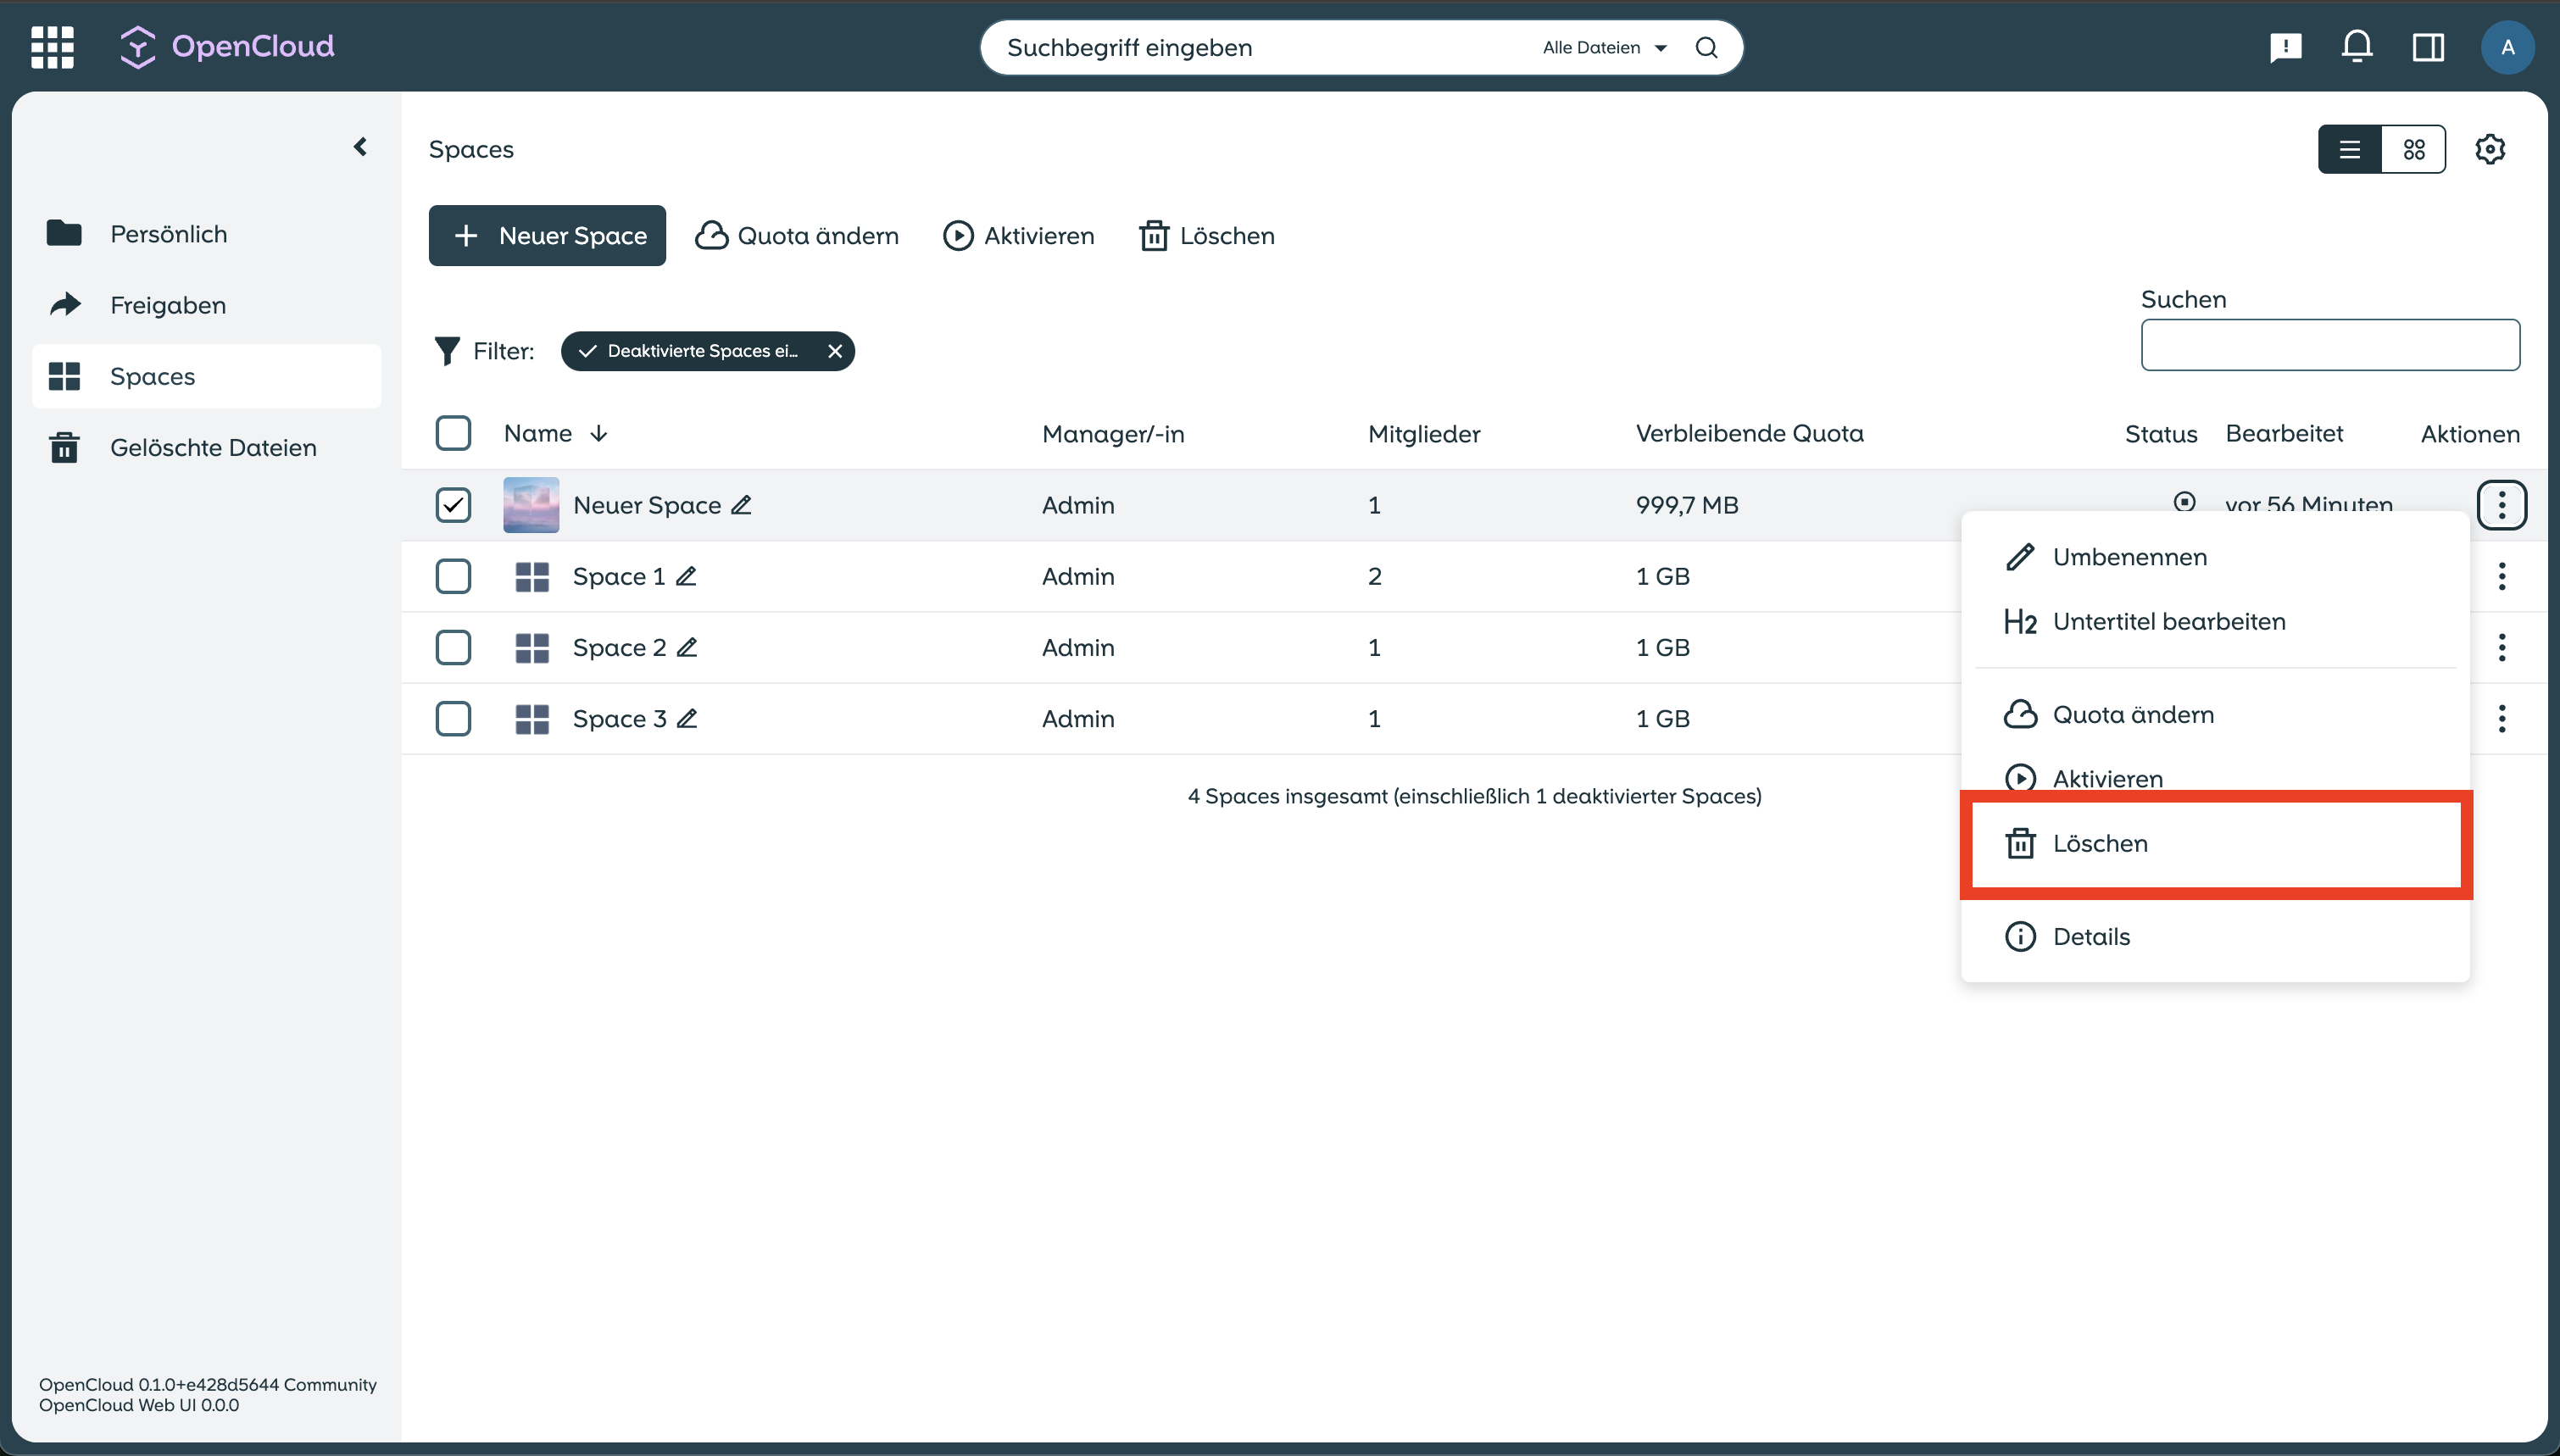 OpenCloud
Suchbegriff eingeben
Alle Dateien
A
Persönlich
Freigaben
Spaces
Gelöschte Dateien
Spaces
Neuer Space
Quota ändern
Aktivieren
Löschen
Suchen
Filter:
Deaktivierte Spaces ei...
Name
Manager/-in
Mitglieder
Verbleibende Quota
Status
Bearbeitet
Aktionen
Neuer Space
Admin
1
999,7 MB
vor 56 Minuten
Space 1
Admin
2
1 GB
Space 2
Admin
1
1 GB
Space 3
Admin
1
1 GB
4 Spaces insgesamt (einschließlich 1 deaktivierter Spaces)
Umbenennen
H2 Untertitel bearbeiten
Quota ändern
Aktivieren
Löschen
Details
OpenCloud 0.1.0+e428d5644 Community
OpenCloud Web UI 0.0.0